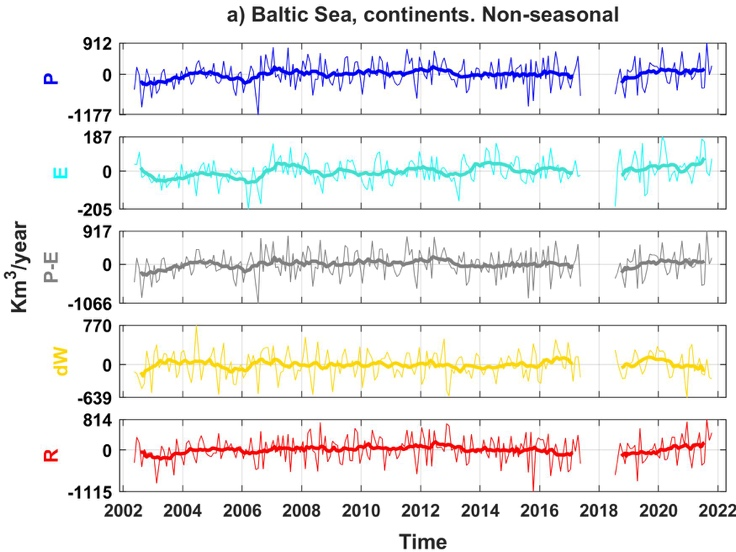 a) Baltic Sea, continents. Non-seasonal
912
P
0
-1177
187
E
0
-205
917
P-E
0
-1066
Km³/year
770
dW
0
-639
814
R
0
-1115
2002 2004 2006 2008 2010 2012 2014 2016 2018 2020 2022
Time